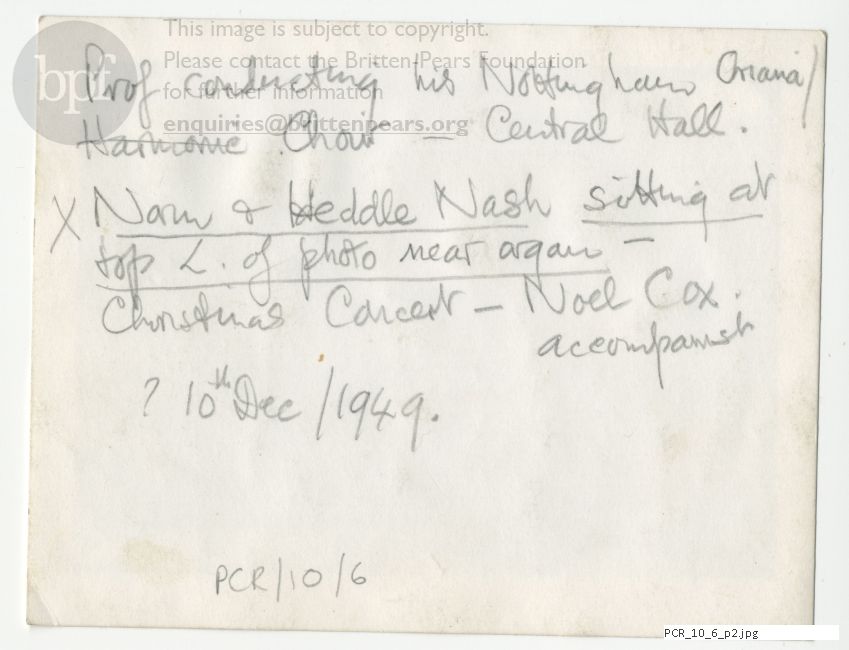 This image is subject to copyright.
Please contact the Britten-Pears Foundation
for further information
enquiries@brittenpears.org
bpf
Prof conducting his Nottingham Oriana/
Harmonic Choir – Central Hall.
X Norm & Heddle Nash sitting at
top L. of photo near organ –
Christmas Concert – Noel Cox.
accompanist
? 10th Dec/1949.
PCR/10/6
PCR_10_6_p2.jpg